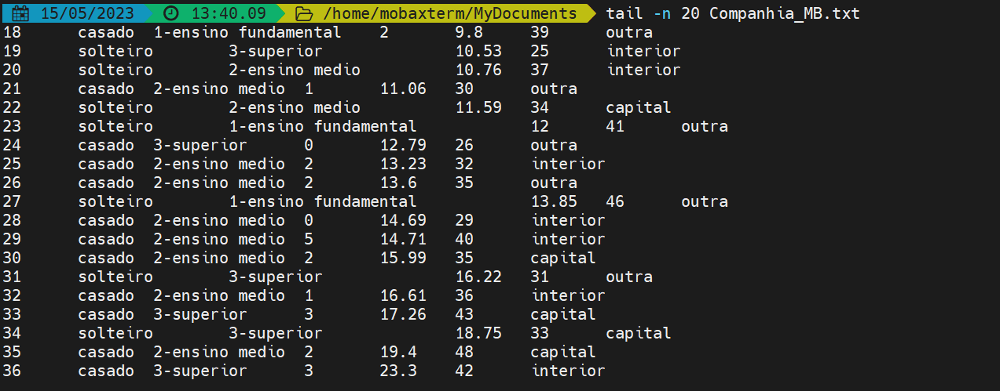 15/05/2023 13:40.09 /home/mobaxterm/MyDocuments tail -n 20 Companhia_MB.txt
18 casado 1-ensino fundamental 2 9.8 39 outra
19 solteiro 3-superior 10.53 25 interior
20 solteiro 2-ensino medio 10.76 37 interior
21 casado 2-ensino medio 1 11.06 30 outra
22 solteiro 2-ensino medio 11.59 34 capital
23 solteiro 1-ensino fundamental 12 41 outra
24 casado 3-superior 0 12.79 26 outra
25 casado 2-ensino medio 2 13.23 32 interior
26 casado 2-ensino medio 2 13.6 35 outra
27 solteiro 1-ensino fundamental 13.85 46 outra
28 casado 2-ensino medio 0 14.69 29 interior
29 casado 2-ensino medio 5 14.71 40 interior
30 casado 2-ensino medio 2 15.99 35 capital
31 solteiro 3-superior 16.22 31 outra
32 casado 2-ensino medio 1 16.61 36 interior
33 casado 3-superior 3 17.26 43 capital
34 solteiro 3-superior 18.75 33 capital
35 casado 2-ensino medio 2 19.4 48 capital
36 casado 3-superior 3 23.3 42 interior